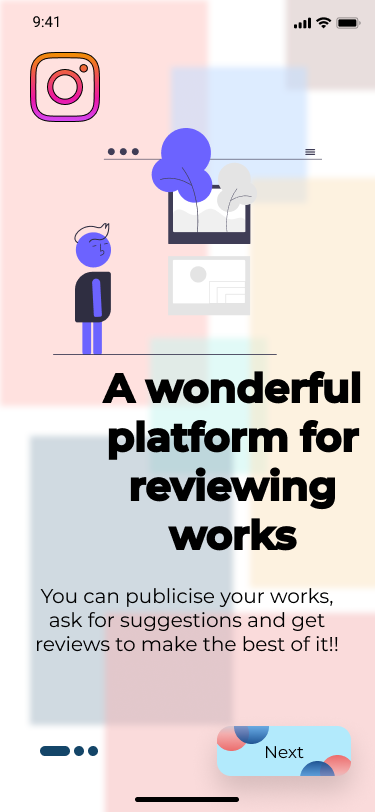 9:41
A wonderful
platform for
reviewing
works
You can publicise your works,
ask for suggestions and get
reviews to make the best of it!!
Next